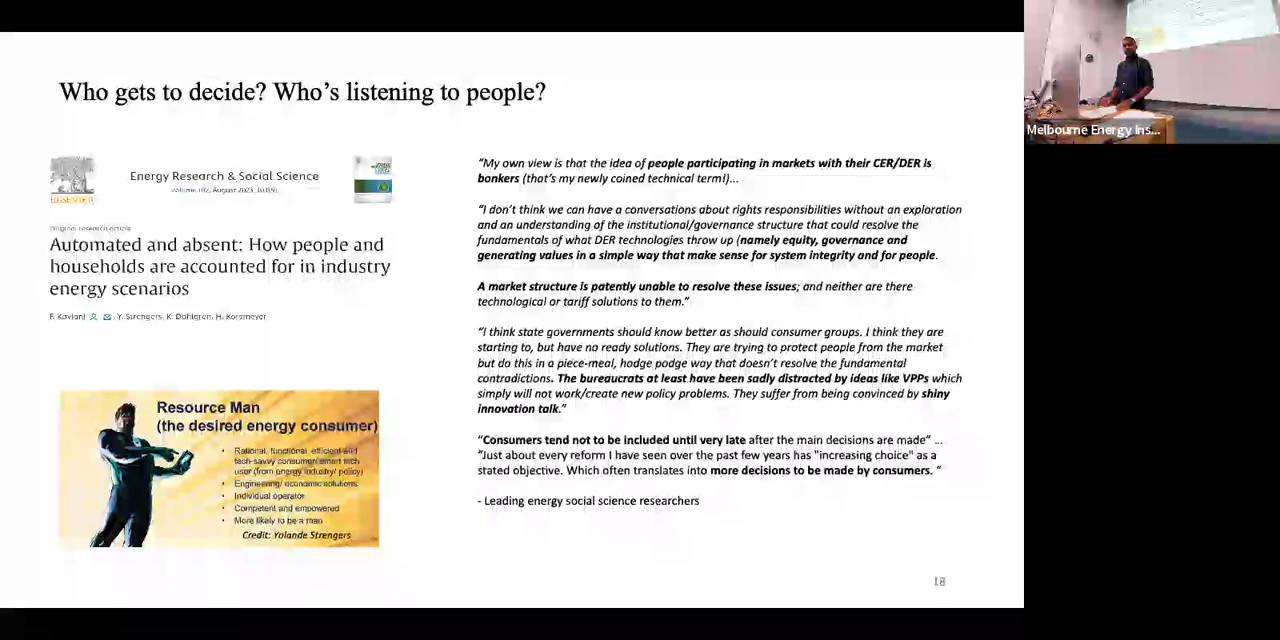 Who gets to decide? Who's listening to people?
ELSEVIER
Energy Research & Social Science
Volume 102, August 2023,
Original research article
Automated and absent: How people and
households are accounted for in industry
energy scenarios
F. Kaviani, Y. Strengers, K. Dahlgren, H. Korsmeyer
Resource Man
(the desired energy consumer)
• Rational, functional, efficient and
tech-savvy consumer/smart tech
user (from energy industry/ policy)
• Engineering/ economic solutions
• Individual operator
• Competent and empowered
• More likely to be a man
Credit: Yolande Strengers
"My own view is that the idea of people participating in markets with their CER/DER is
bonkers (that's my newly coined technical term!)...
"I don't think we can have a conversations about rights responsibilities without an exploration
and an understanding of the institutional/governance structure that could resolve the
fundamentals of what DER technologies throw up (namely equity, governance and
generating values in a simple way that make sense for system integrity and for people.
A market structure is patently unable to resolve these issues; and neither are there
technological or tariff solutions to them."
"I think state governments should know better as should consumer groups. I think they are
starting to, but have no ready solutions. They are trying to protect people from the market
but do this in a piece-meal, hodge podge way that doesn't resolve the fundamental
contradictions. The bureaucrats at least have been sadly distracted by ideas like VPPs which
simply will not work/create new policy problems. They suffer from being convinced by shiny
innovation talk."
"Consumers tend not to be included until very late after the main decisions are made" ...
"Just about every reform I have seen over the past few years has "increasing choice" as a
stated objective. Which often translates into more decisions to be made by consumers. "
- Leading energy social science researchers
18
Melbourne Energy Ins...